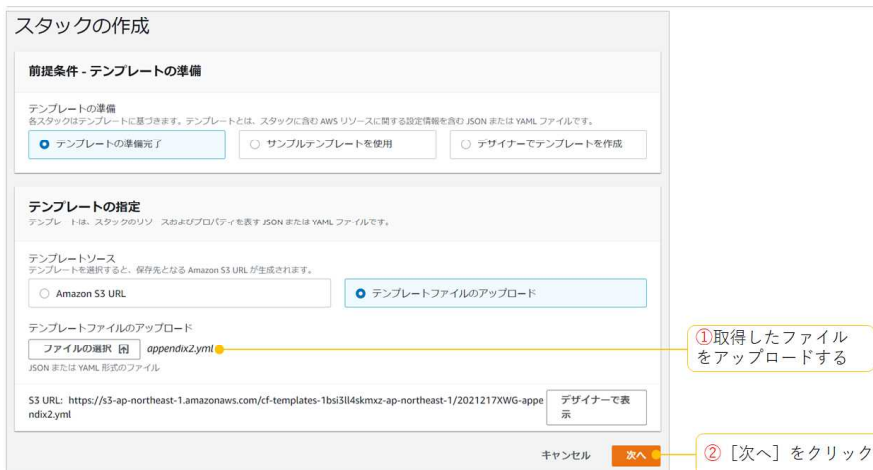 スタックの作成
前提条件 - テンプレートの準備
テンプレートの準備
各スタックはテンプレートに基づきます。テンプレートとは、スタックに含む AWS リソースに関する設定情報を含む JSON または YAML ファイルです。
テンプレートの準備完了
サンプルテンプレートを使用
デザイナーでテンプレートを作成
テンプレートの指定
テンプレートは、スタックのリソースおよびプロパティを表す JSON または YAML ファイルです。
テンプレートソース
テンプレートを選択すると、保存先となる Amazon S3 URL が生成されます。
Amazon S3 URL
テンプレートファイルのアップロード
テンプレートファイルのアップロード
ファイルの選択 appendix2.yml
①取得したファイル
をアップロードする
JSON または YAML 形式のファイル
S3 URL: https://s3-ap-northeast-1.amazonaws.com/cf-templates-1bsi3ll4skmxz-ap-northeast-1/2021217XWG-appe
ndix2.yml
デザイナーで表
示
キャンセル
次へ
②［次へ］をクリック